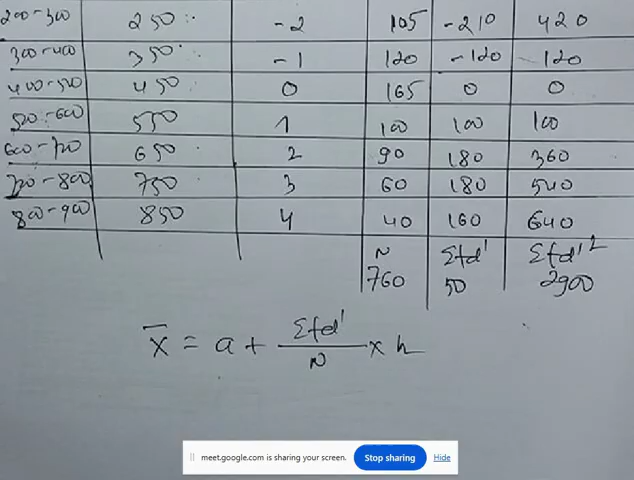 200-300 250 -2 105 -210 420
300-400 350 -1 120 -120 -120
400-500 450 0 165 0 0
500-600 550 1 100 100 100
600-700 650 2 90 180 360
700-800 750 3 60 180 540
800-900 850 4 40 160 640
N Σfd' Σfd'²
760 50 2900
x̄ = a + Σfd'/N × h
meet.google.com is sharing your screen. Stop sharing Hide